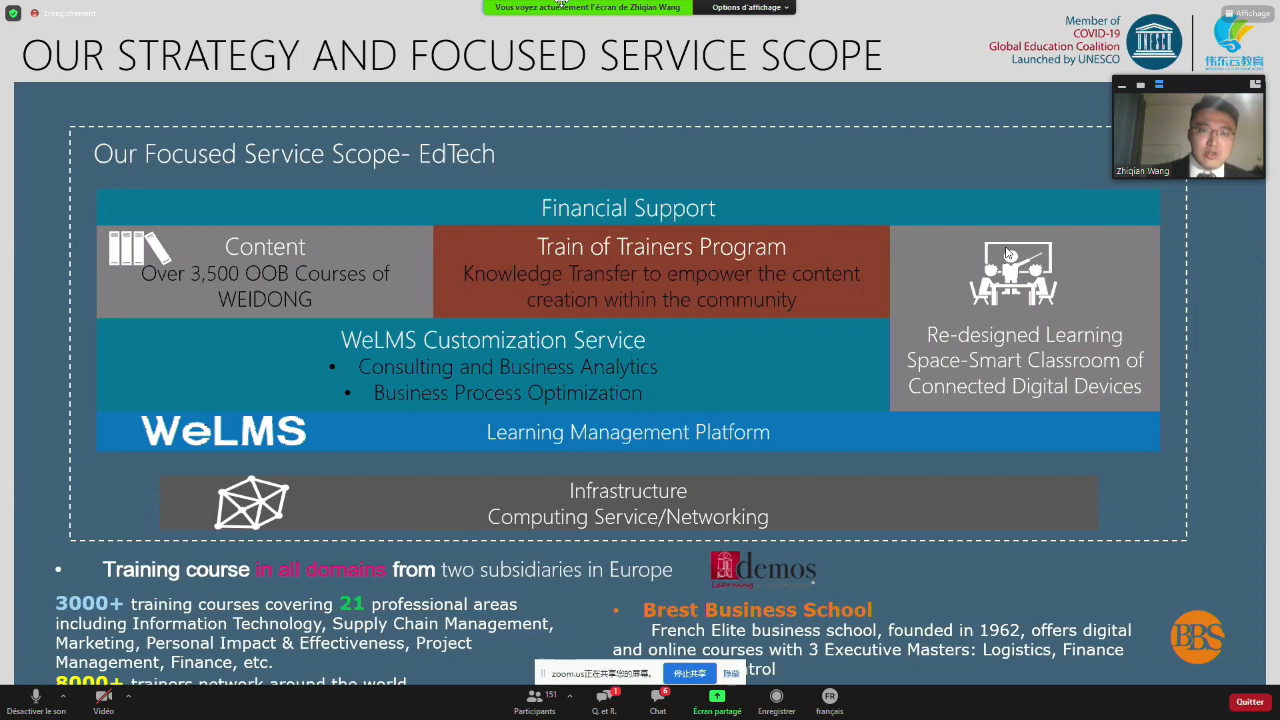 Enregistrement
Vous voyez actuellement l'écran de Zhiqian Wang
Options d'affichage
Affichage
OUR STRATEGY AND FOCUSED SERVICE SCOPE
Member of
COVID-19
Global Education Coalition
Launched by UNESCO
伟东云教育
Zhiqian Wang
Our Focused Service Scope- EdTech
Financial Support
Content
Over 3,500 OOB Courses of
WEIDONG
Train of Trainers Program
Knowledge Transfer to empower the content
creation within the community
Re-designed Learning
Space-Smart Classroom of
Connected Digital Devices
WeLMS Customization Service
• Consulting and Business Analytics
• Business Process Optimization
WeLMS
Learning Management Platform
Infrastructure
Computing Service/Networking
• Training course in all domains from two subsidiaries in Europe
demos
3000+ training courses covering 21 professional areas
including Information Technology, Supply Chain Management,
Marketing, Personal Impact & Effectiveness, Project
Management, Finance, etc.
8000+ trainers network around the world
• Brest Business School
French Elite business school, founded in 1962, offers digital
and online courses with 3 Executive Masters: Logistics, Finance
BBS
zoom.us正在共享您的屏幕。
停止共享
隐藏
Désactiver le son
Vidéo
151
Participants
1
Q. et R.
6
Chat
Écran partagé
Enregistrer
FR
français
Quitter